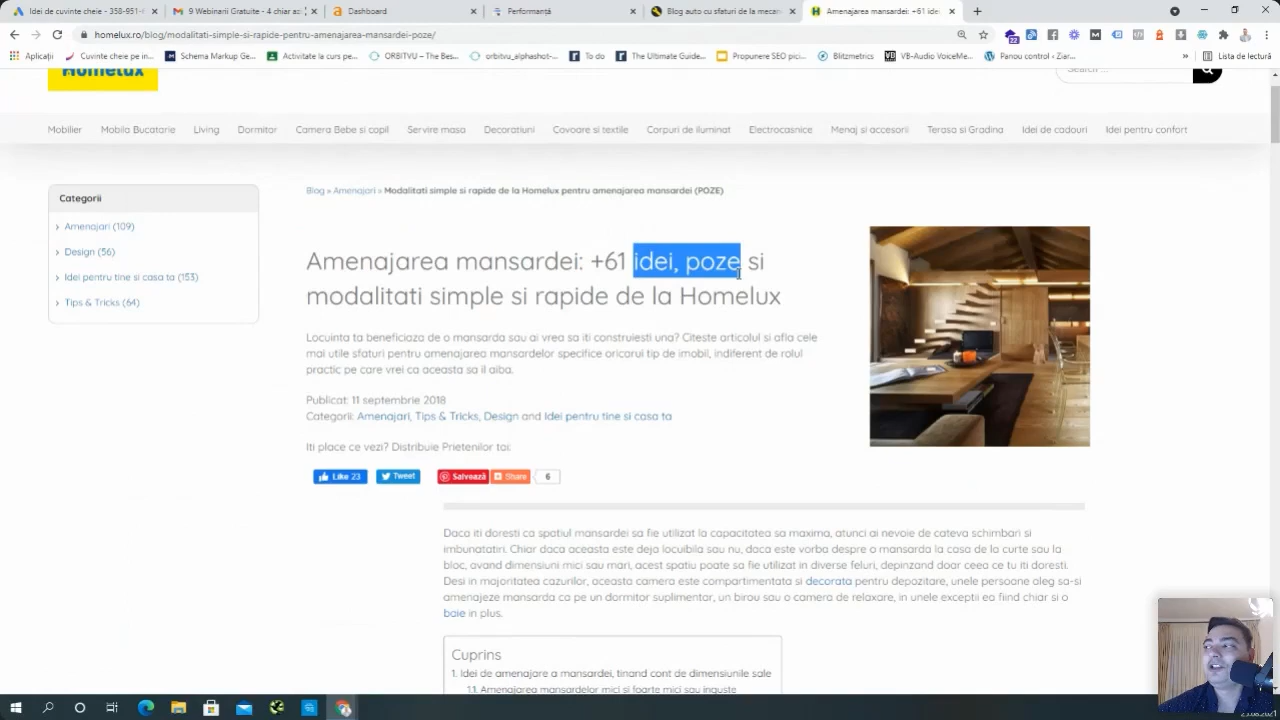 Idei de cuvinte cheie - 358-951-F
9 Webinarii Gratuite - 4 chiar as
Dashboard
Performanță
Blog auto cu sfaturi de la mecan
Amenajarea mansardei: +61 idei
homelux.ro/blog/modalitati-simple-si-rapide-pentru-amenajarea-mansardei-poze/
Aplicații
Cuvinte cheie pe in...
Schema Markup Ge...
Activitate la curs pe...
ORBITVU – The Bes...
orbitvu_alphashot-...
To do
The Ultimate Guide...
Propunere SEO pici...
Blitzmetrics
VB-Audio VoiceMe...
Panou control ‹ Ziar...
»
Lista de lectură
Homelux
Search ...
Mobilier
Mobila Bucatarie
Living
Dormitor
Camera Bebe si copil
Servire masa
Decoratiuni
Covoare si textile
Corpuri de iluminat
Electrocasnice
Menaj si accesorii
Terasa si Gradina
Idei de cadouri
Idei pentru confort
Categorii
Amenajari (109)
Design (56)
Idei pentru tine si casa ta (153)
Tips & Tricks (64)
Blog » Amenajari » Modalitati simple si rapide de la Homelux pentru amenajarea mansardei (POZE)
Amenajarea mansardei: +61 idei, poze si
modalitati simple si rapide de la Homelux
Locuinta ta beneficiaza de o mansarda sau ai vrea sa iti construiesti una? Citeste articolul si afla cele
mai utile sfaturi pentru amenajarea mansardelor specifice oricarui tip de imobil, indiferent de rolul
practic pe care vrei ca aceasta sa il aiba.
Publicat: 11 septembrie 2018
Categorii: Amenajari, Tips & Tricks, Design and Idei pentru tine si casa ta
Iti place ce vezi? Distribuie Prietenilor tai:
Like 23
Tweet
Salvează
Share
6
Daca iti doresti ca spatiul mansardei sa fie utilizat la capacitatea sa maxima, atunci ai nevoie de cateva schimbari si
imbunatatiri. Chiar daca aceasta este deja locuibila sau nu, daca este vorba despre o mansarda la casa de la curte sau la
bloc, avand dimensiuni mici sau mari, acest spatiu poate sa fie utilizat in diverse feluri, depinzand doar ceea ce tu iti doresti.
Desi in majoritatea cazurilor, aceasta camera este compartimentata si decorata pentru depozitare, unele persoane aleg sa-si
amenajeze mansarda ca pe un dormitor suplimentar, un birou sau o camera de relaxare, in unele exceptii ea fiind chiar si o
baie in plus.
Cuprins
1. Idei de amenajare a mansardei, tinand cont de dimensiunile sale
1.1. Amenajarea mansardelor mici si foarte mici sau inguste